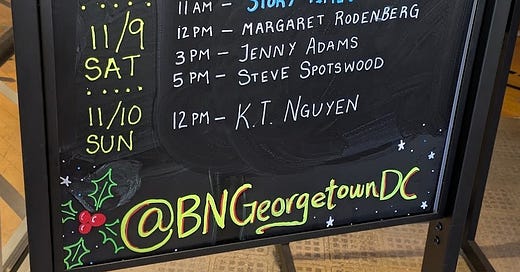 11 AM – STORY TIME
11/9
SAT
12 PM – MARGARET RODENBERG
3 PM – JENNY ADAMS
5 PM – STEVE SPOTSWOOD
11/10
SUN
12 PM – K.T. NGUYEN
@BNGeorgetownDC